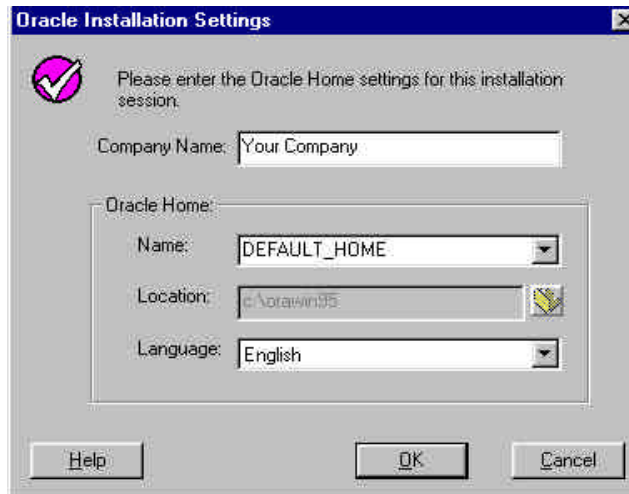 Oracle Installation Settings
Please enter the Oracle Home settings for this installation
session.
Company Name: Your Company
Oracle Home:
Name: DEFAULT_HOME
Location: c:\orawin95
Language: English
Help OK Cancel